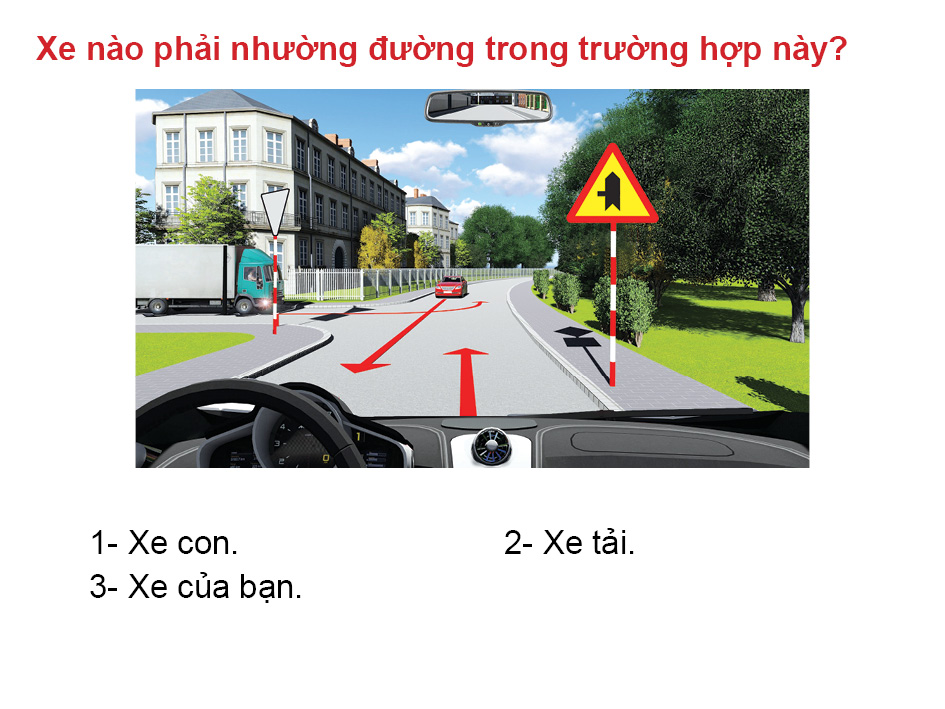 Xe nào phải nhường đường trong trường hợp này?
1- Xe con.
2- Xe tải.
3- Xe của bạn.